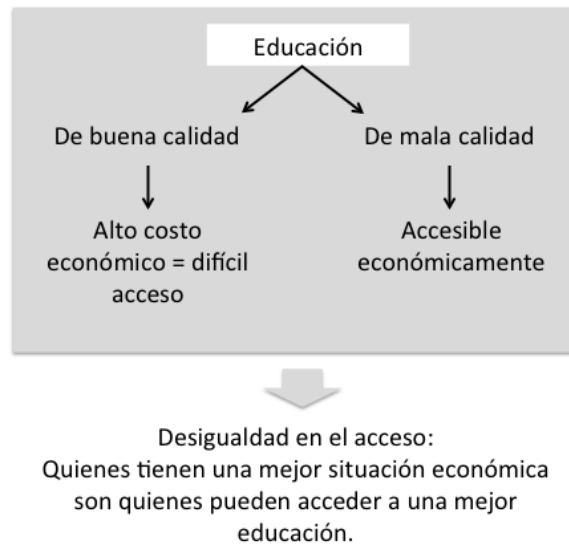 Educación
De buena calidad
De mala calidad
Alto costo
económico = difícil
acceso
Accesible
económicamente
Desigualdad en el acceso:
Quienes tienen una mejor situación económica
son quienes pueden acceder a una mejor
educación.